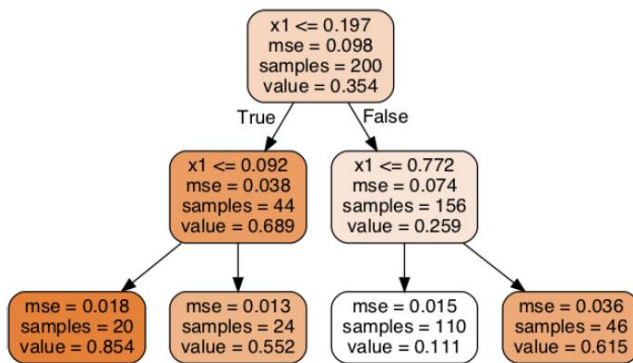 x1 <= 0.197
mse = 0.098
samples = 200
value = 0.354
True
False
x1 <= 0.092
mse = 0.038
samples = 44
value = 0.689
x1 <= 0.772
mse = 0.074
samples = 156
value = 0.259
mse = 0.018
samples = 20
value = 0.854
mse = 0.013
samples = 24
value = 0.552
mse = 0.015
samples = 110
value = 0.111
mse = 0.036
samples = 46
value = 0.615